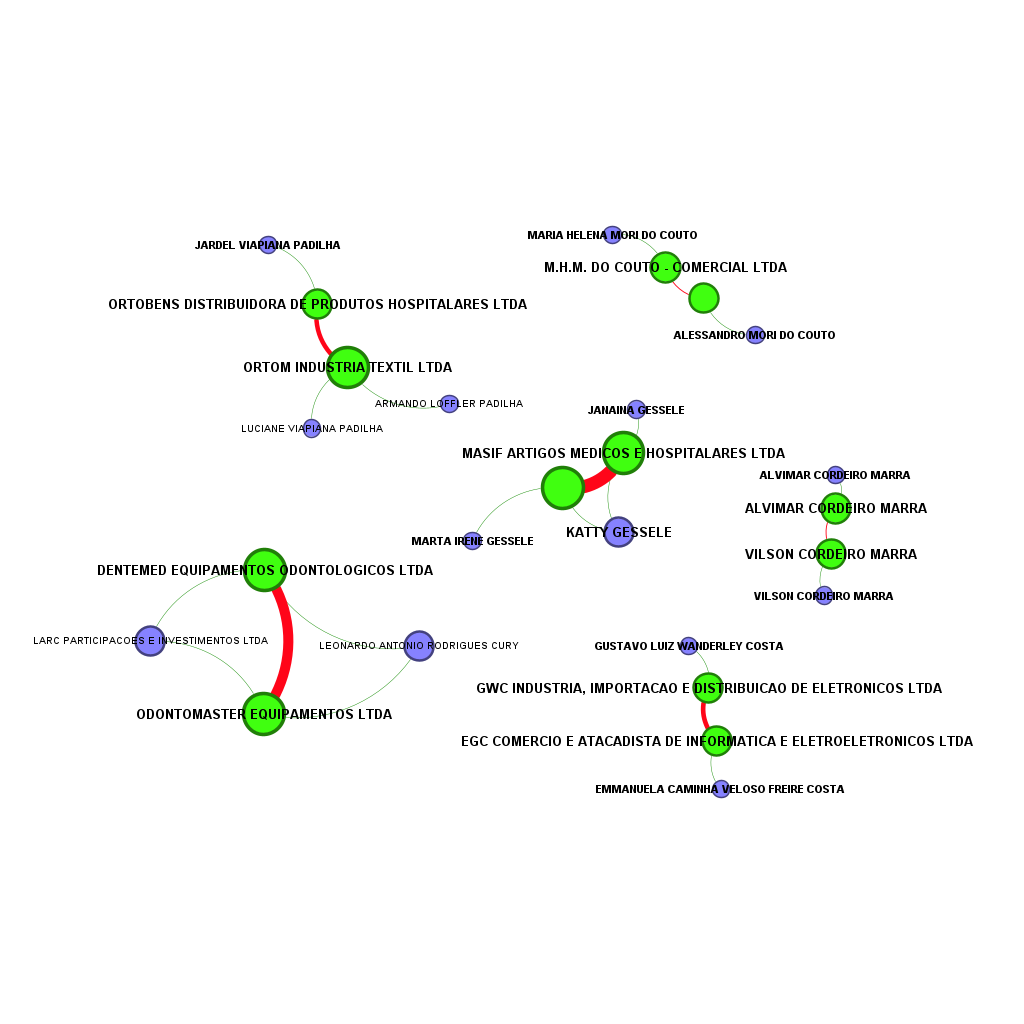 MARIA HELENA MORI DO COUTO
JARDEL VIAPIANA PADILHA
M.H.M. DO COUTO - COMERCIAL LTDA
ORTOBENS DISTRIBUIDORA DE PRODUTOS HOSPITALARES LTDA
ALESSANDRO MORI DO COUTO
ORTOM INDUSTRIA TEXTIL LTDA
ARMANDO LOFFLER PADILHA
JANAINA GESSELE
LUCIANE VIAPIANA PADILHA
MASIF ARTIGOS MEDICOS E HOSPITALARES LTDA
ALVIMAR CORDEIRO MARRA
ALVIMAR CORDEIRO MARRA
KATTY GESSELE
MARTA IRENE GESSELE
VILSON CORDEIRO MARRA
DENTEMED EQUIPAMENTOS ODONTOLOGICOS LTDA
VILSON CORDEIRO MARRA
LARC PARTICIPACOES E INVESTIMENTOS LTDA
LEONARDO ANTONIO RODRIGUES CURY
GUSTAVO LUIZ WANDERLEY COSTA
GWC INDUSTRIA, IMPORTACAO E DISTRIBUICAO DE ELETRONICOS LTDA
ODONTOMASTER EQUIPAMENTOS LTDA
EGC COMERCIO E ATACADISTA DE INFORMATICA E ELETROELETRONICOS LTDA
EMMANUELA CAMINHA VELOSO FREIRE COSTA